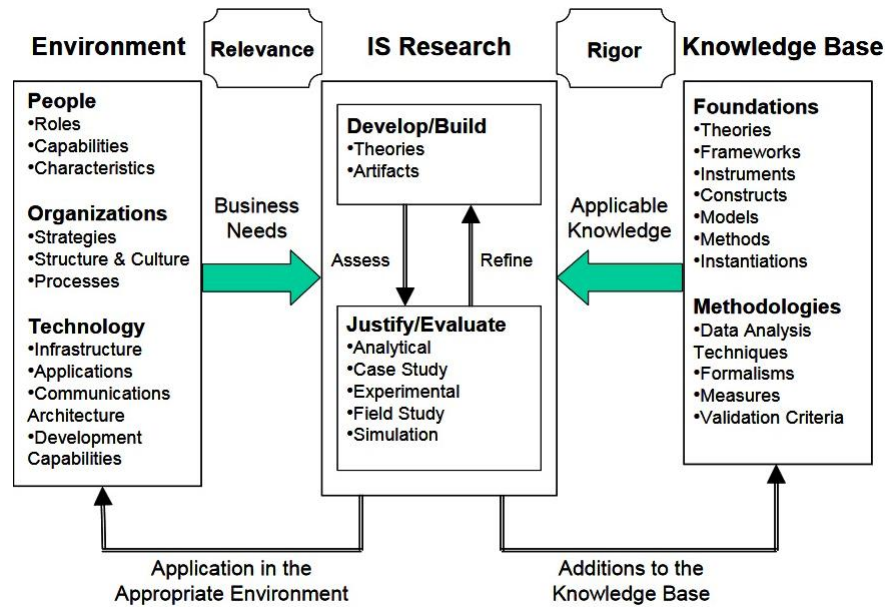 Environment
Relevance
IS Research
Rigor
Knowledge Base
People
•Roles
•Capabilities
•Characteristics
Organizations
•Strategies
•Structure & Culture
•Processes
Technology
•Infrastructure
•Applications
•Communications
Architecture
•Development
Capabilities
Business
Needs
Develop/Build
•Theories
•Artifacts
Assess
Refine
Justify/Evaluate
•Analytical
•Case Study
•Experimental
•Field Study
•Simulation
Applicable
Knowledge
Foundations
•Theories
•Frameworks
•Instruments
•Constructs
•Models
•Methods
•Instantiations
Methodologies
•Data Analysis
Techniques
•Formalisms
•Measures
•Validation Criteria
Application in the
Appropriate Environment
Additions to the
Knowledge Base